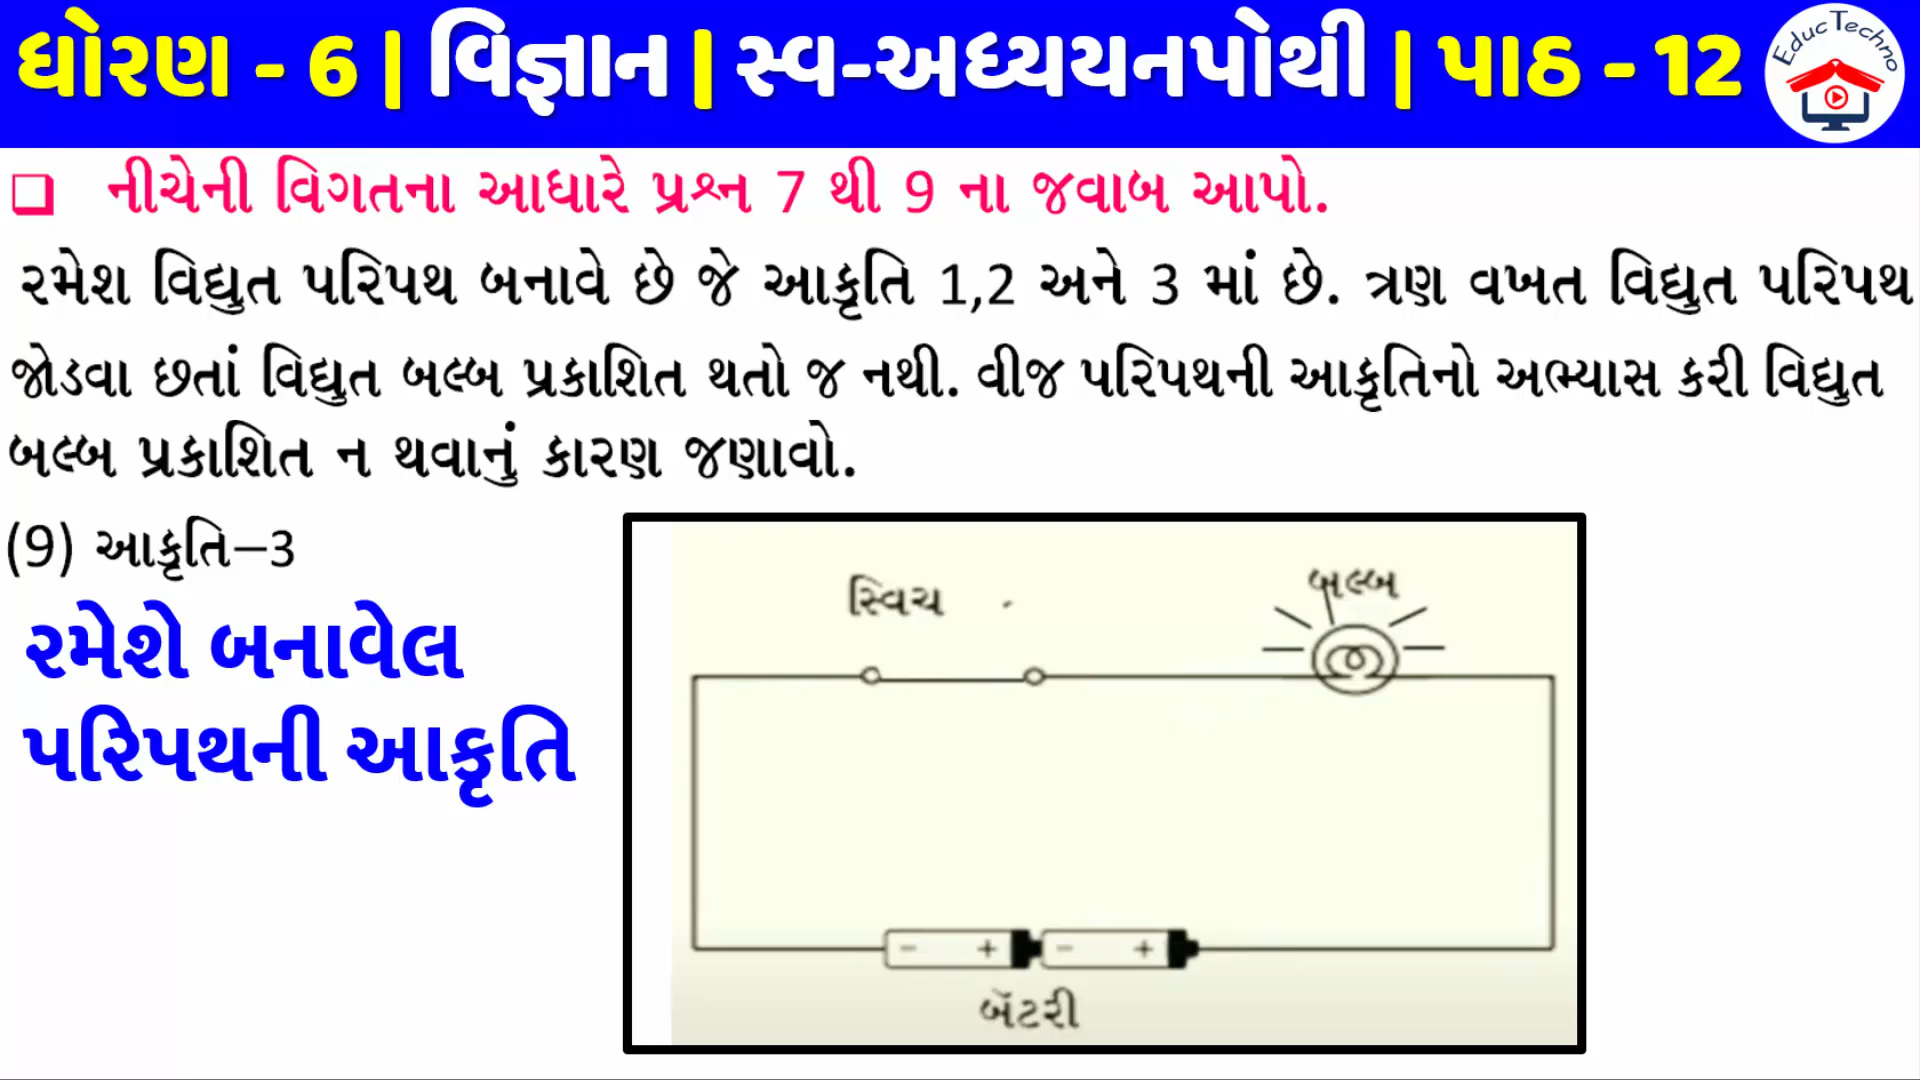 ધોરણ - 6 | વિજ્ઞાન | સ્વ-અધ્યયનપોથી | પાઠ - 12
EducTechno
નીચેની વિગતના આધારે પ્રશ્ન 7 થી 9 ના જવાબ આપો.
રમેશ વિદ્યુત પરિપથ બનાવે છે જે આકૃતિ 1,2 અને 3 માં છે. ત્રણ વખત વિદ્યુત પરિપથ
જોડવા છતાં વિદ્યુત બલ્બ પ્રકાશિત થતો જ નથી. વીજ પરિપથની આકૃતિનો અભ્યાસ કરી વિદ્યુત
બલ્બ પ્રકાશિત ન થવાનું કારણ જણાવો.
(9) આકૃતિ–3
રમેશે બનાવેલ
પરિપથની આકૃતિ
સ્વિચ
બલ્બ
- + - +
બૅટરી